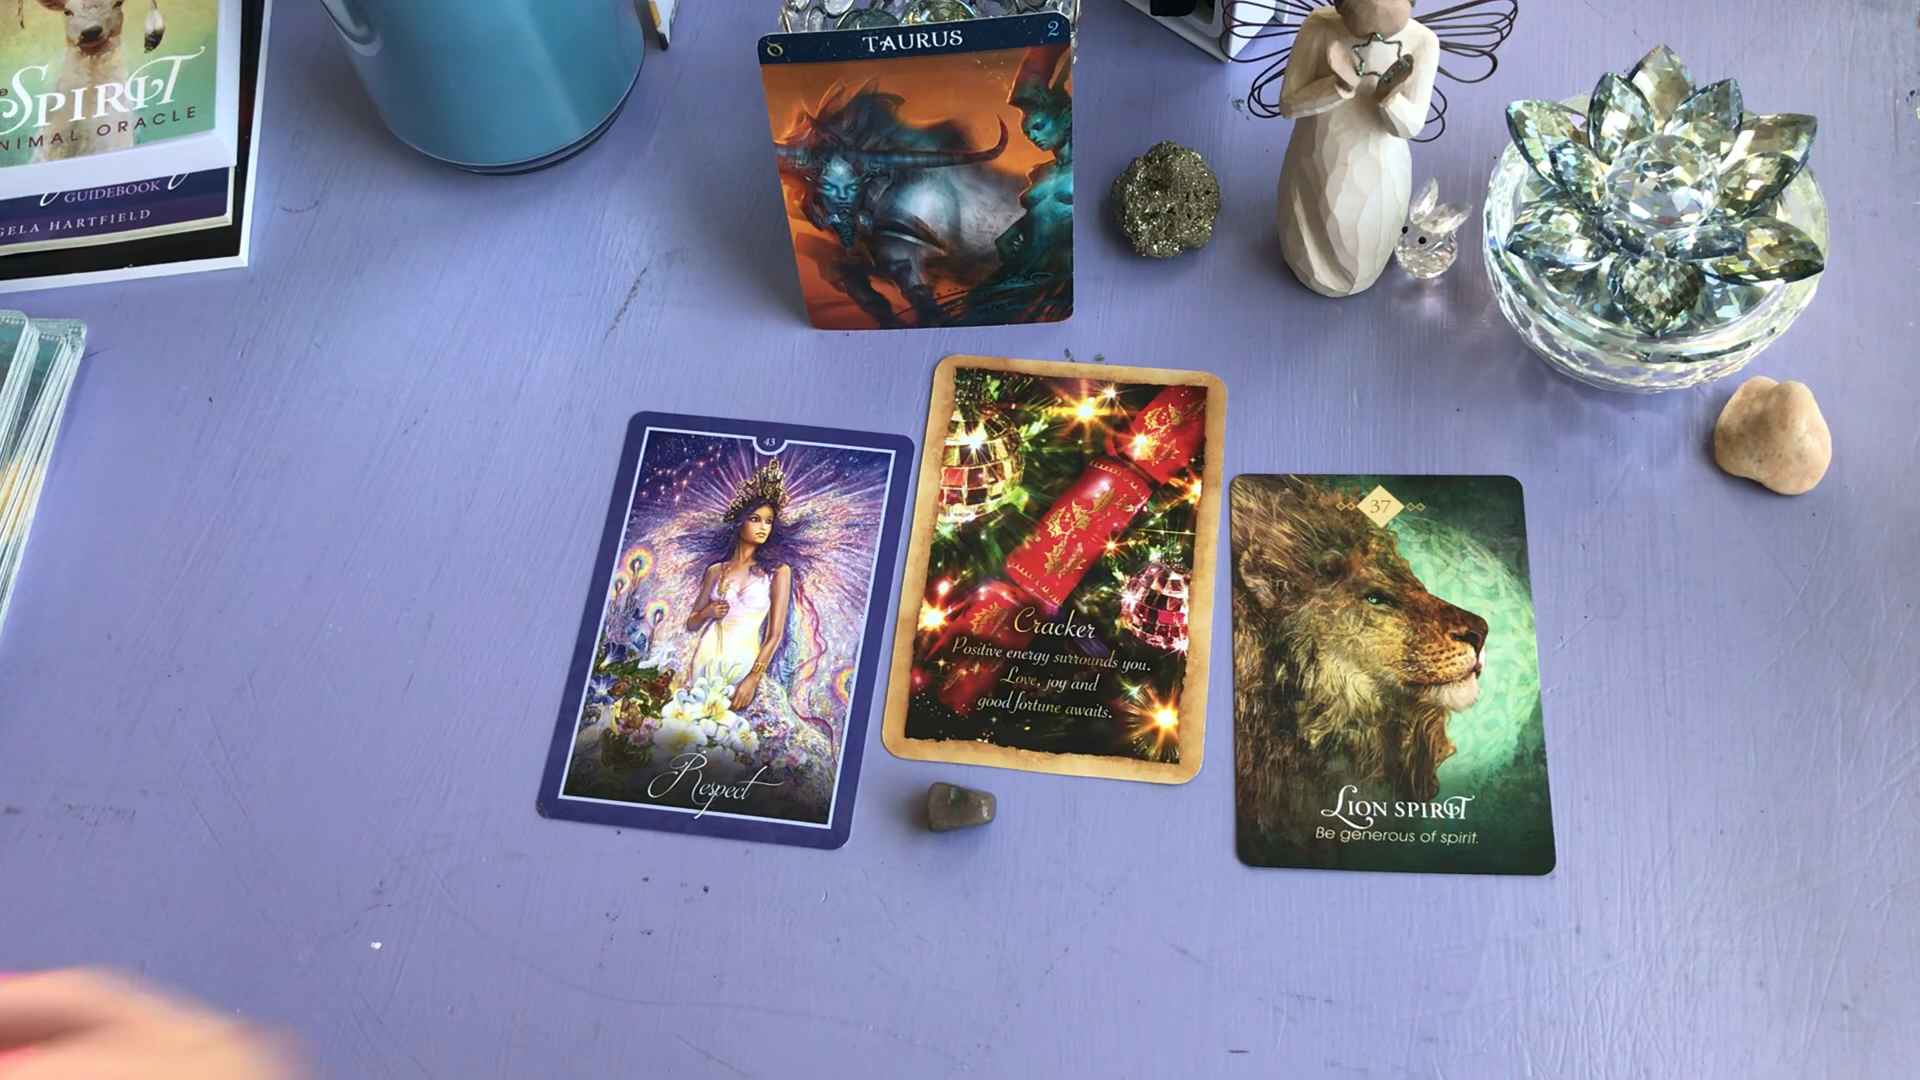 SPIRIT
NIMAL ORACLE
GUIDEBOOK
GELA HARTFIELD
TAURUS
2
43
Respect
Cracker
Positive energy surrounds you.
Love, joy and
good fortune awaits.
37
LION SPIRIT
Be generous of spirit.